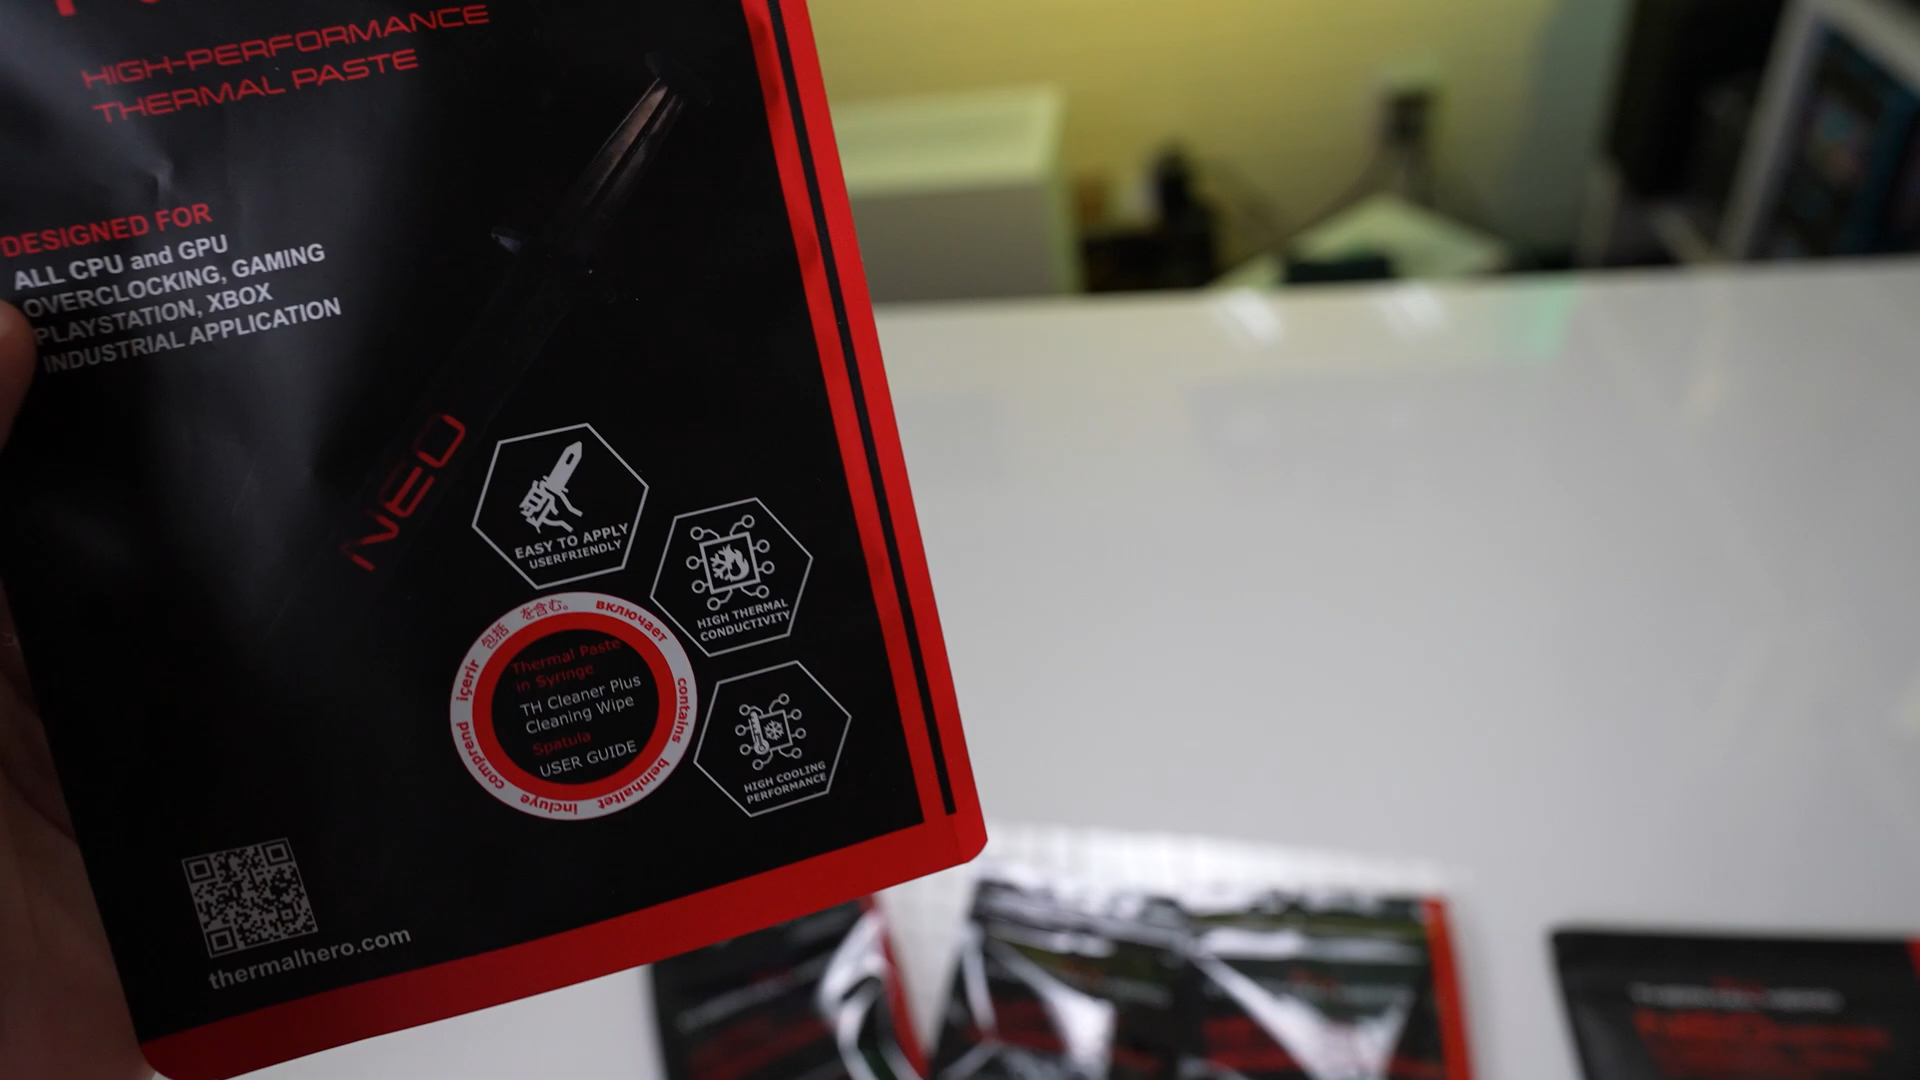 HIGH-PERFORMANCE
THERMAL PASTE
DESIGNED FOR
ALL CPU and GPU
OVERCLOCKING, GAMING
PLAYSTATION, XBOX
INDUSTRIAL APPLICATION
NEO
EASY TO APPLY
USERFRIENDLY
HIGH THERMAL
CONDUCTIVITY
HIGH COOLING
PERFORMANCE
içerir 包括 を含む。 включает contains beinhaltet incluye comprend
Thermal Paste
in Syringe
TH Cleaner Plus
Cleaning Wipe
Spatula
USER GUIDE
thermalhero.com